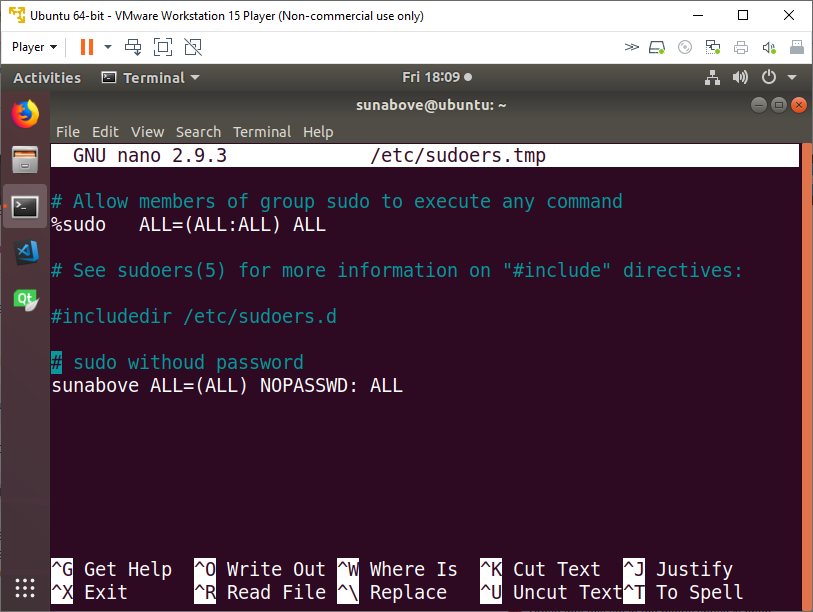 Ubuntu 64-bit - VMware Workstation 15 Player (Non-commercial use only)
Player
Activities Terminal Fri 18:09
sunabove@ubuntu: ~
File Edit View Search Terminal Help
GNU nano 2.9.3 /etc/sudoers.tmp
# Allow members of group sudo to execute any command
%sudo ALL=(ALL:ALL) ALL
# See sudoers(5) for more information on "#include" directives:
#includedir /etc/sudoers.d
# sudo withoud password
sunabove ALL=(ALL) NOPASSWD: ALL
^G Get Help ^O Write Out ^W Where Is ^K Cut Text ^J Justify
^X Exit ^R Read File ^\ Replace ^U Uncut Text^T To Spell
Qt